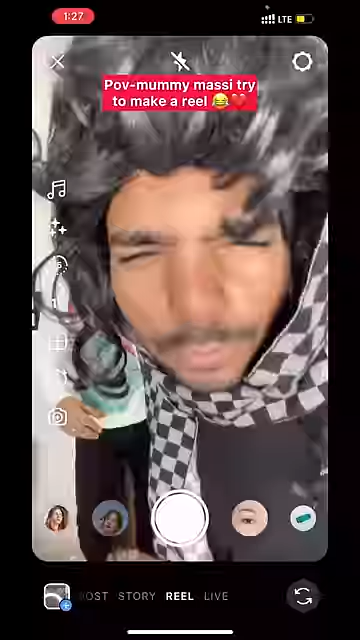 1:27
LTE
Pov-mummy massi try
to make a reel 😂❤️
OST STORY REEL LIVE